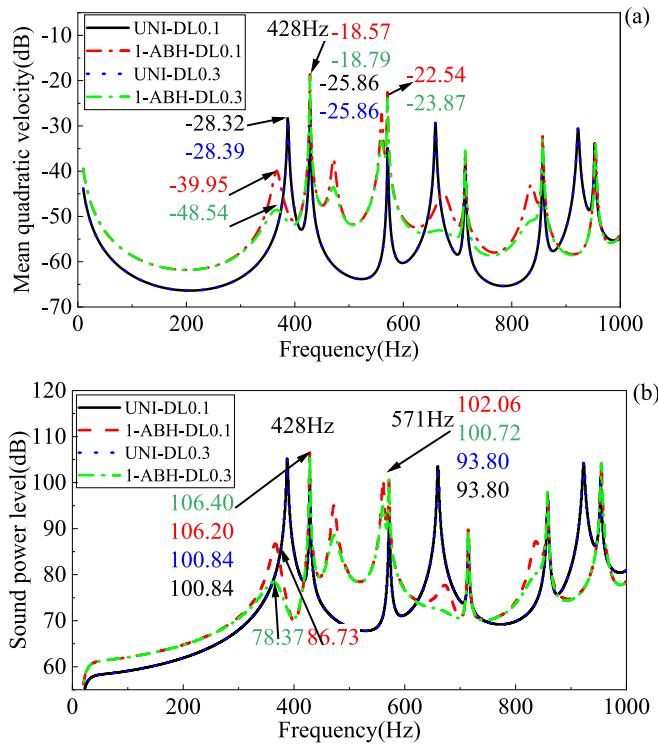 (a)
-10
-20
-30
-40
-50
-60
-70
Mean quadratic velocity(dB)
UNI-DL0.1
1-ABH-DL0.1
UNI-DL0.3
1-ABH-DL0.3
428Hz
-18.57
-18.79
-25.86
-25.86
-22.54
-23.87
-28.32
-28.39
-39.95
-48.54
0
200
400
600
800
1000
Frequency(Hz)
(b)
120
110
100
90
80
70
60
Sound power level(dB)
UNI-DL0.1
1-ABH-DL0.1
UNI-DL0.3
1-ABH-DL0.3
428Hz
571Hz
102.06
100.72
93.80
93.80
106.40
106.20
100.84
100.84
78.37
86.73
0
200
400
600
800
1000
Frequency(Hz)